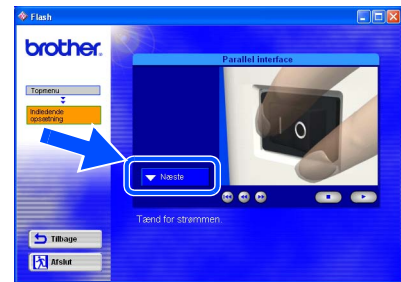 Flash
brother.
Parallel interface
Topmenu
Indledende
opsætning
Næste
Tænd for strømmen.
Tilbage
Afslut